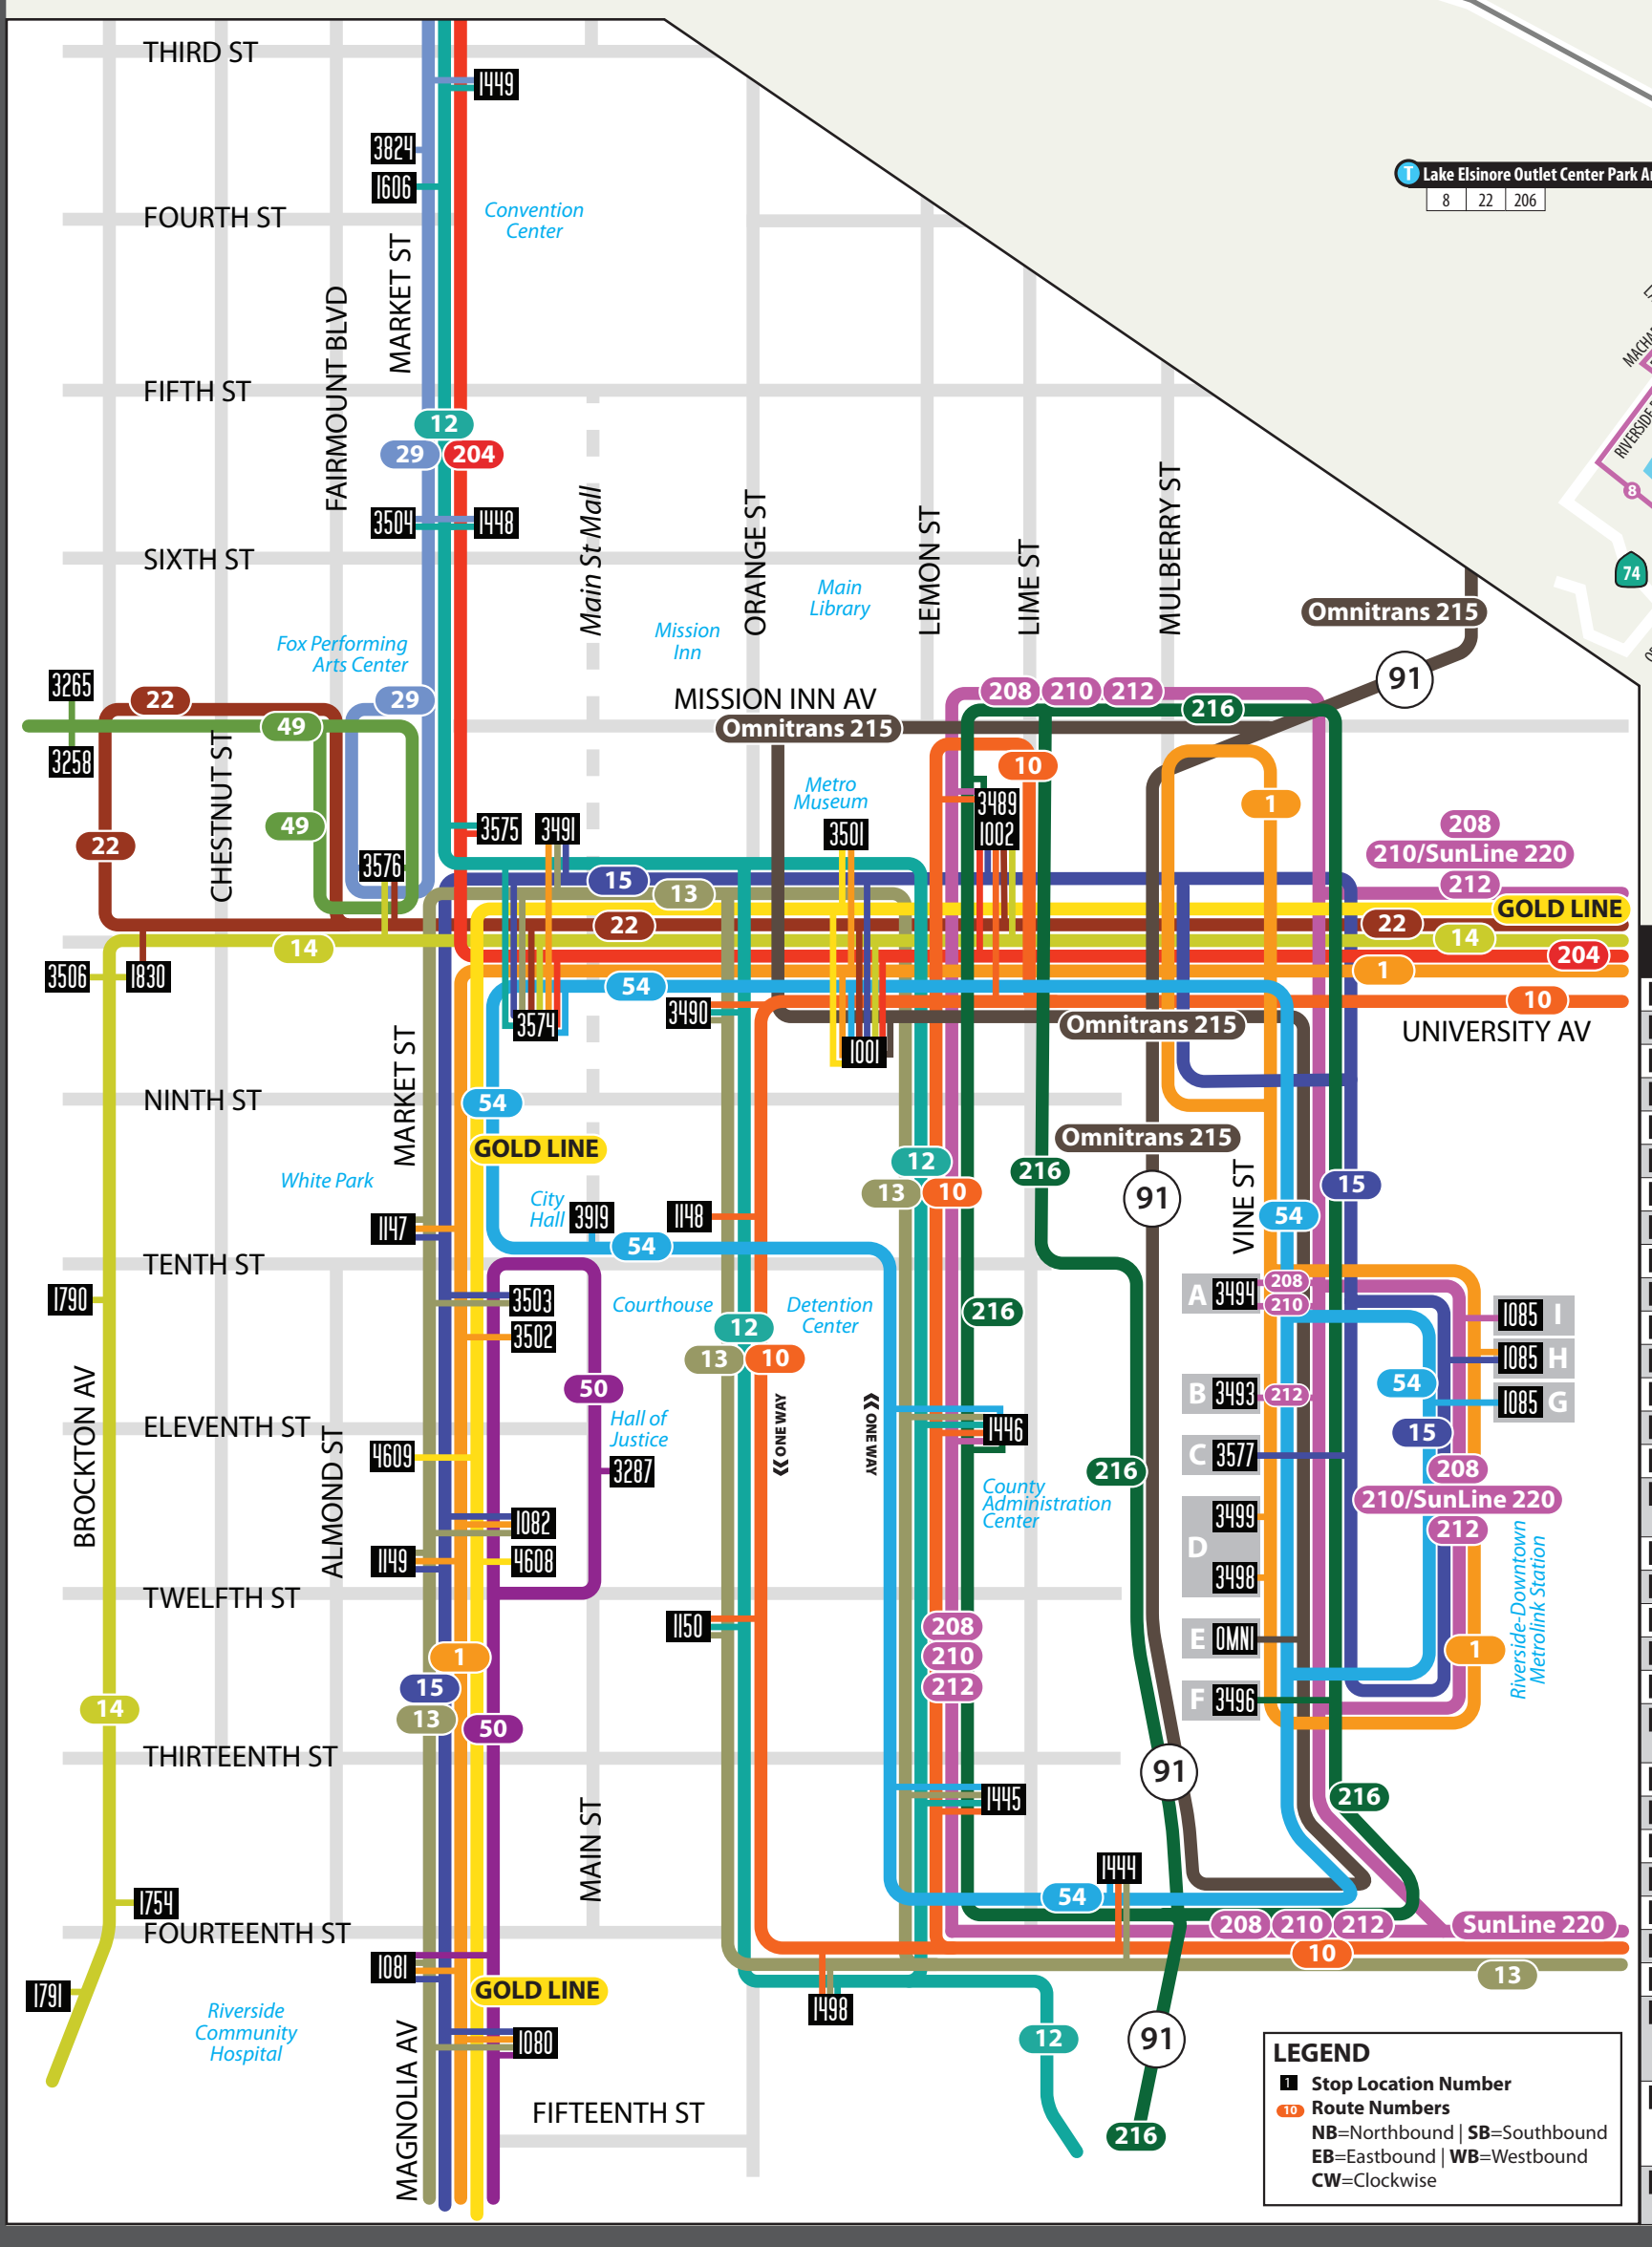 THIRD ST
1449
3824
1606
T Lake Elsinore Outlet Center Park
8 22 206
FOURTH ST
Convention
Center
MARKET ST
FAIRMOUNT BLVD
FIFTH ST
12
29 204
3504 1448
SIXTH ST
Main St Mall
ORANGE ST
LEMON ST
LIME ST
MULBERRY ST
RIVERSIDE
8
74
Main
Library
Mission
Inn
Omnitrans 215
Fox Performing
Arts Center
91
3265
22
29
MISSION INN AV
208 210 212
216
49
Omnitrans 215
3258
CHESTNUT ST
10
Metro
Museum
3489
1002
1
49
22
3575 3491
3501
3576
208
210/SunLine 220
212
15
13
GOLD LINE
22
22
14
14
204
1
3506 1830
54
10
3490
3574
1001
Omnitrans 215
UNIVERSITY AV
MARKET ST
NINTH ST
54
GOLD LINE
Omnitrans 215
12
13 10
216
91
15
VINE ST
White Park
City
Hall
3919
1148
1147
54
54
TENTH ST
1790
3503
3502
Courthouse
Detention
Center
216
A 3494 208
210
1085 I
1085 H
1085 G
12
13 10
50
B 3493 212
54
BROCKTON AV
ALMOND ST
ELEVENTH ST
Hall of
Justice
<< ONE WAY
<< ONE WAY
1446
15
C 3577
4609
3287
216
208
210/SunLine 220
212
County
Administration
Center
1082
D
3499
3498
1149
4608
Riverside-Downtown
Metrolink Station
TWELFTH ST
1150
208
210
212
E OMNI
1
1
15
13
50
F 3496
14
THIRTEENTH ST
91
216
MAIN ST
1445
1444
54
1754
FOURTEENTH ST
208 210 212
SunLine 220
10
13
1081
1791
GOLD LINE
1498
Riverside
Community
Hospital
1080
12
91
MAGNOLIA AV
FIFTEENTH ST
216
LEGEND
1 Stop Location Number
10 Route Numbers
NB=Northbound | SB=Southbound
EB=Eastbound | WB=Westbound
CW=Clockwise